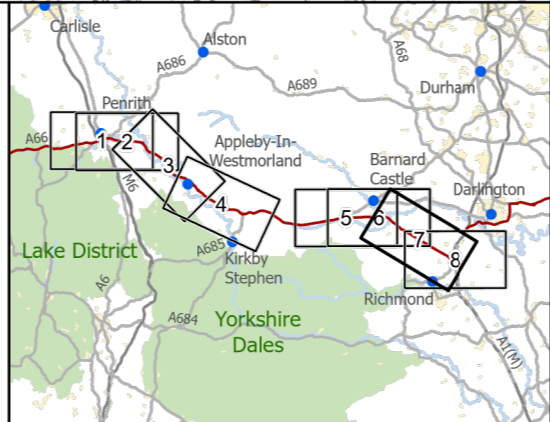 Carlisle
Alston
A686
A68
A689
Durham
Penrith
A66
1
2
3
Appleby-In-
Westmorland
Barnard
Castle
Darlington
M6
4
5
6
7
8
Lake District
A685
Kirkby
Stephen
Richmond
A6
A684
Yorkshire
Dales
A1(M)